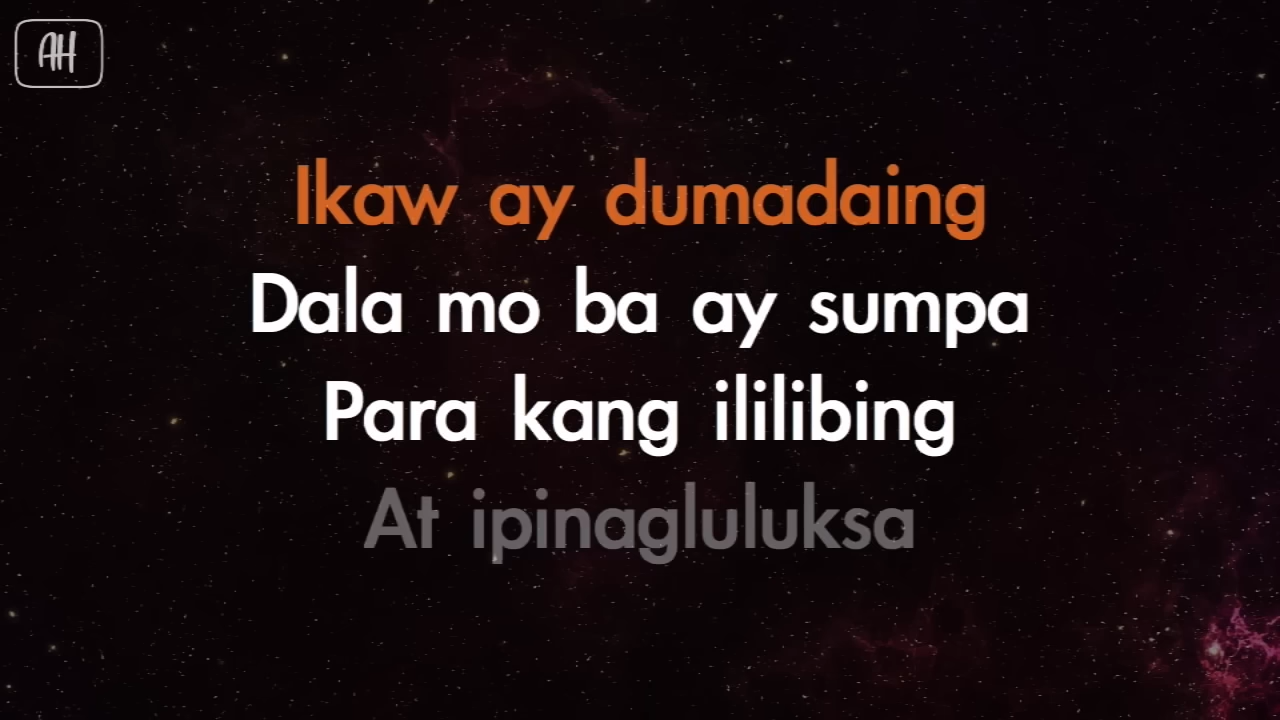 AH
Ikaw ay dumadaing
Dala mo ba ay sumpa
Para kang ililibing
At ipinagluluksa